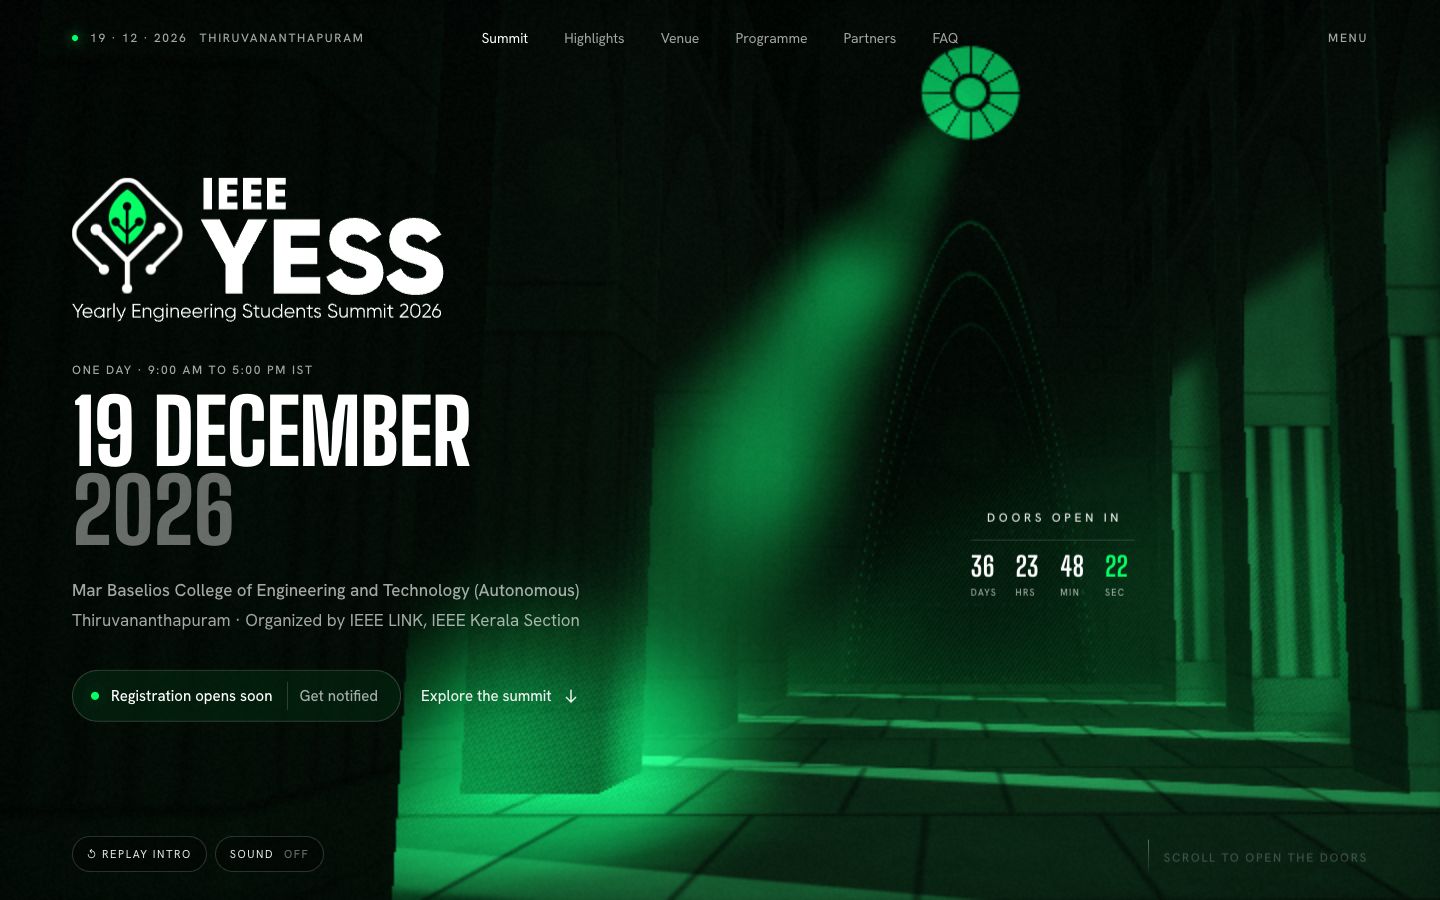 19 · 12 · 2026 THIRUVANANTHAPURAM
Summit Highlights Venue Programme Partners FAQ
MENU
IEEE
YESS
Yearly Engineering Students Summit 2026
ONE DAY · 9:00 AM TO 5:00 PM IST
19 DECEMBER
2026
Mar Baselios College of Engineering and Technology (Autonomous)
Thiruvananthapuram · Organized by IEEE LINK, IEEE Kerala Section
Registration opens soon Get notified Explore the summit ↓
DOORS OPEN IN
36 23 48 22
DAYS HRS MIN SEC
REPLAY INTRO SOUND OFF
SCROLL TO OPEN THE DOORS